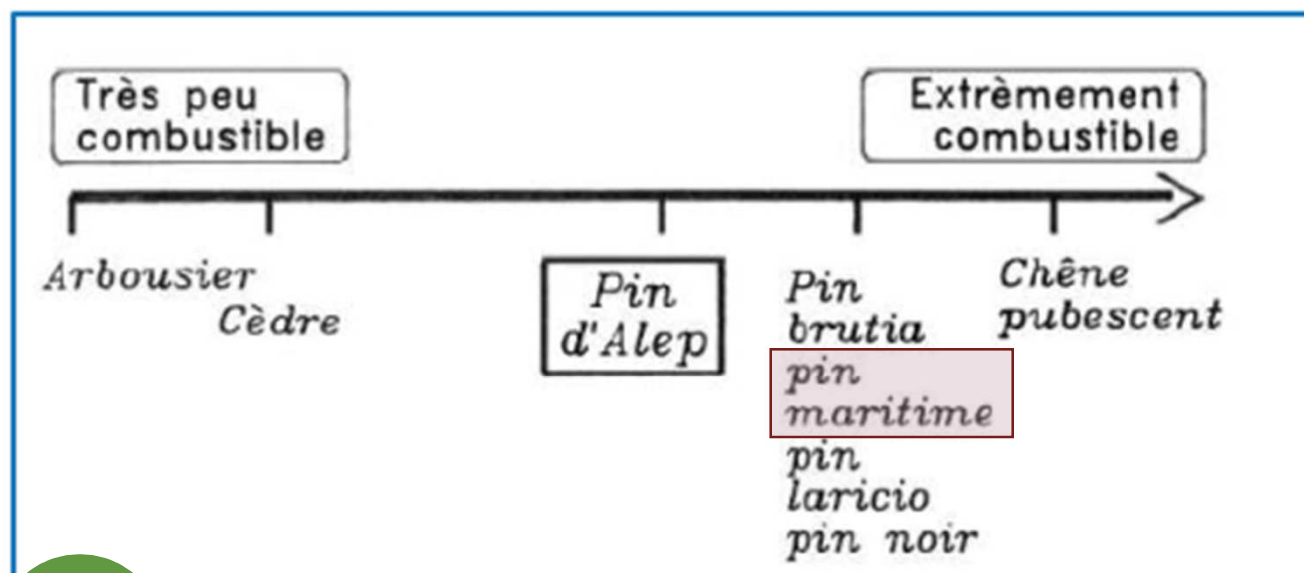 Très peu
combustible
Extrèmement
combustible
Arbousier
Cèdre
Pin
d'Alep
Pin
brutia
pin
maritime
pin
laricio
pin noir
Chêne
pubescent